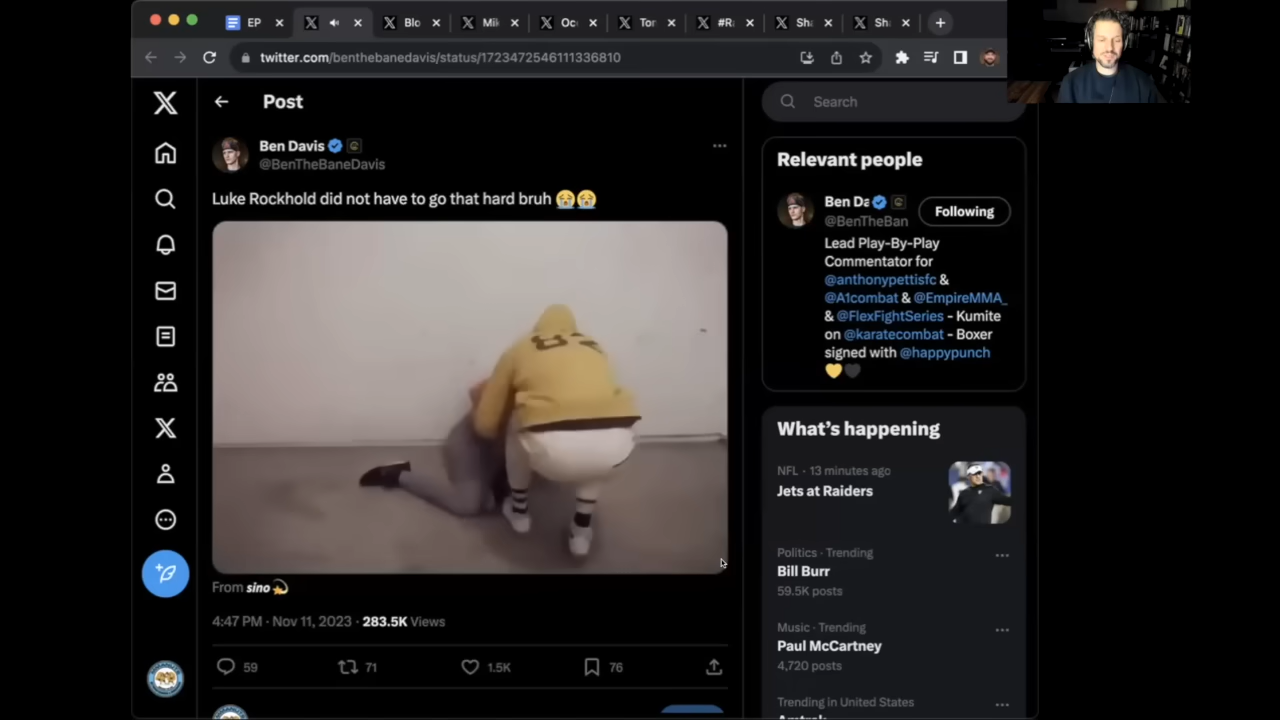 EP
Blo
Mil
Oc
Tor
#R
Sh
Sh
twitter.com/benthebanedavis/status/1723472546111336810
Post
Search
Ben Davis
@BenTheBaneDavis
Luke Rockhold did not have to go that hard bruh 😭😭
From sino💫
4:47 PM · Nov 11, 2023 · 283.5K Views
59
71
1.5K
76
Relevant people
Ben Da
@BenTheBan
Following
Lead Play-By-Play
Commentator for
@anthonypettisfc &
@A1combat & @EmpireMMA_
& @FlexFightSeries - Kumite
on @karatecombat - Boxer
signed with @happypunch
💛🖤
What's happening
NFL · 13 minutes ago
Jets at Raiders
Politics · Trending
Bill Burr
59.5K posts
Music · Trending
Paul McCartney
4,720 posts
Trending in United States